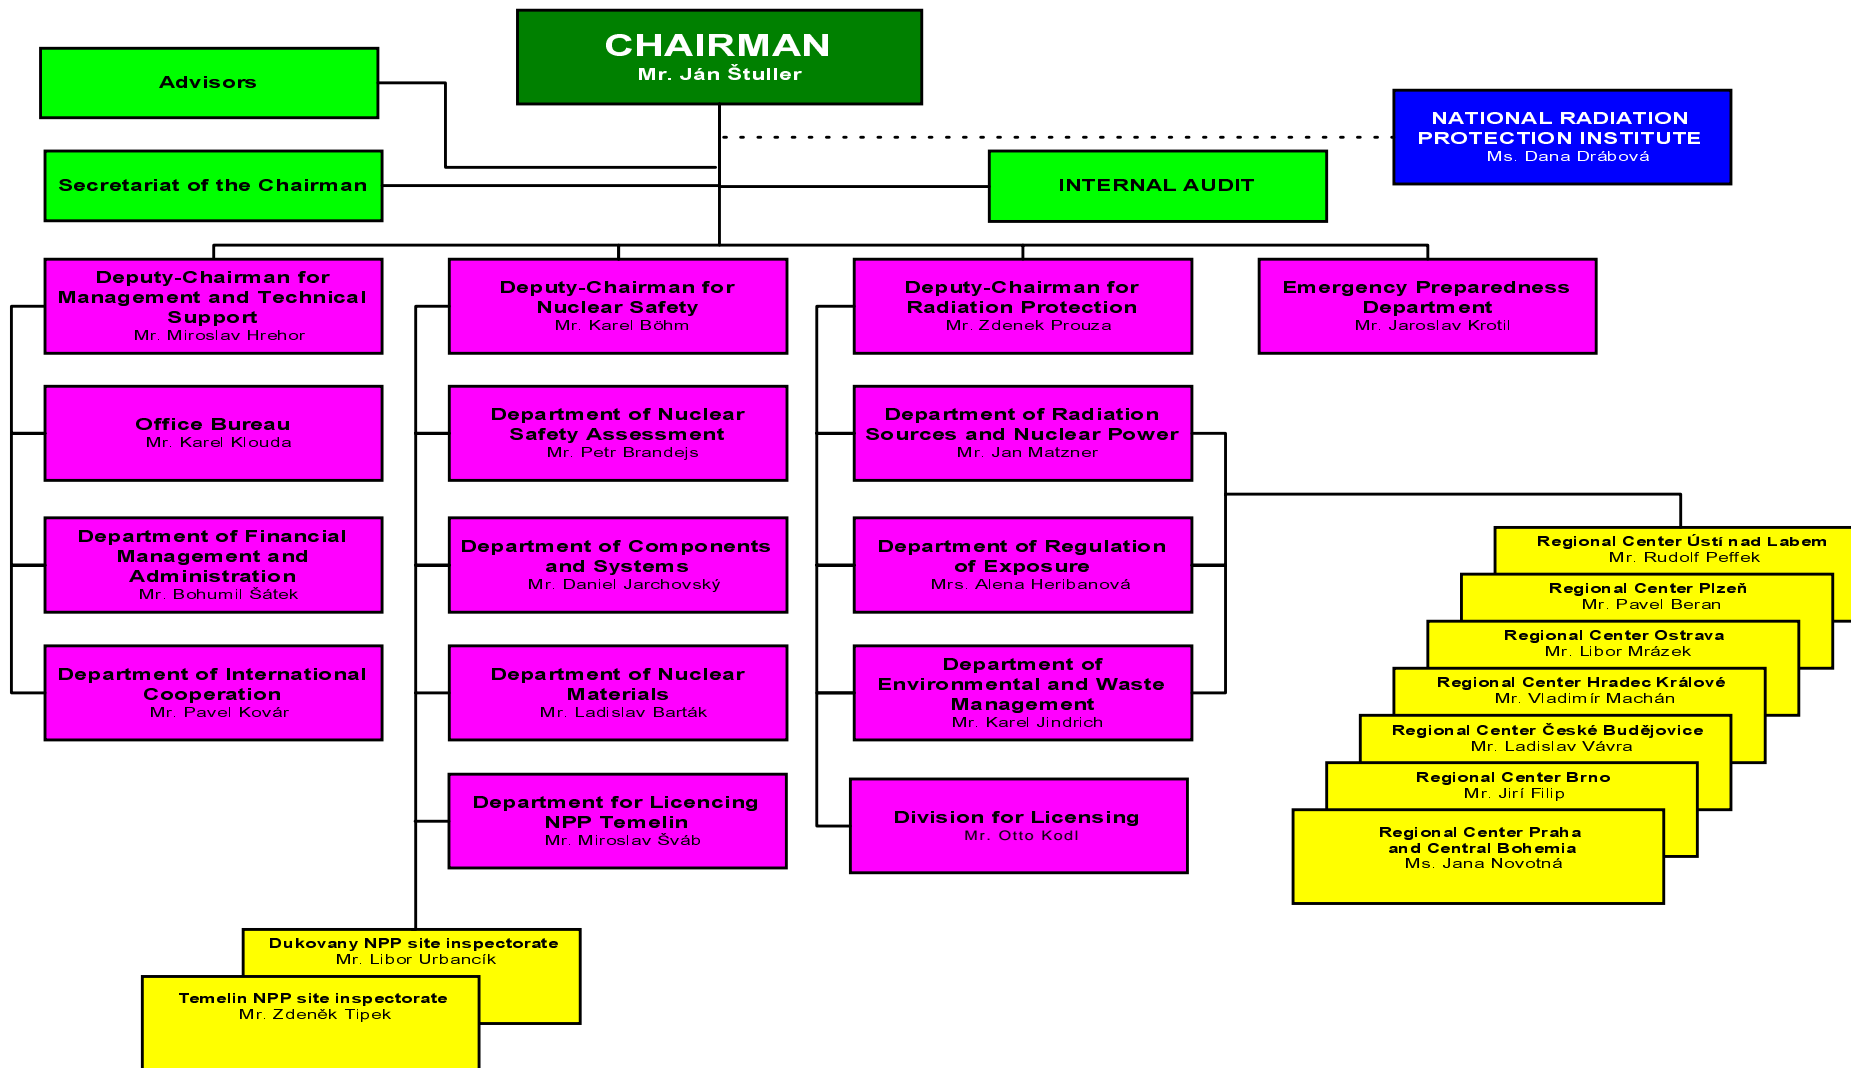 CHAIRMAN
Mr. Ján Štuller
Advisors
NATIONAL RADIATION
PROTECTION INSTITUTE
Ms. Dana Drábová
Secretariat of the Chairman
INTERNAL AUDIT
Deputy-Chairman for
Management and Technical
Support
Mr. Miroslav Hrehor
Deputy-Chairman for
Nuclear Safety
Mr. Karel Böhm
Deputy-Chairman for
Radiation Protection
Mr. Zdenek Prouza
Emergency Preparedness
Department
Mr. Jaroslav Krotil
Office Bureau
Mr. Karel Klouda
Department of Nuclear
Safety Assessment
Mr. Petr Brandejs
Department of Radiation
Sources and Nuclear Power
Mr. Jan Matzner
Department of Financial
Management and
Administration
Mr. Bohumil Šátek
Department of Components
and Systems
Mr. Daniel Jarchovský
Department of Regulation
of Exposure
Mrs. Alena Heribanová
Department of International
Cooperation
Mr. Pavel Kovár
Department of Nuclear
Materials
Mr. Ladislav Barták
Department of
Environmental and Waste
Management
Mr. Karel Jindrich
Department for Licencing
NPP Temelin
Mr. Miroslav Šváb
Division for Licensing
Mr. Otto Kodl
Regional Center Ústí nad Labem
Mr. Rudolf Peffek
Regional Center Plzeň
Mr. Pavel Beran
Regional Center Ostrava
Mr. Libor Mrázek
Regional Center Hradec Králové
Mr. Vladimír Machán
Regional Center České Budějovice
Mr. Ladislav Vávra
Regional Center Brno
Mr. Jirí Filip
Regional Center Praha
and Central Bohemia
Ms. Jana Novotná
Dukovany NPP site inspectorate
Mr. Libor Urbancík
Temelin NPP site inspectorate
Mr. Zdeněk Tipek